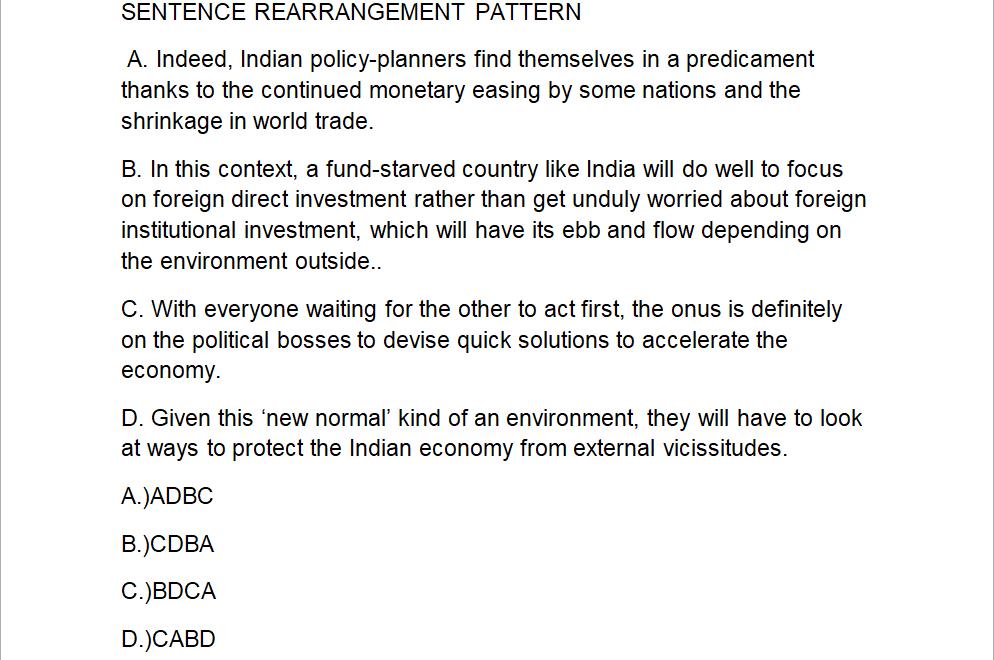 SENTENCE REARRANGEMENT PATTERN
A. Indeed, Indian policy-planners find themselves in a predicament
thanks to the continued monetary easing by some nations and the
shrinkage in world trade.
B. In this context, a fund-starved country like India will do well to focus
on foreign direct investment rather than get unduly worried about foreign
institutional investment, which will have its ebb and flow depending on
the environment outside..
C. With everyone waiting for the other to act first, the onus is definitely
on the political bosses to devise quick solutions to accelerate the
economy.
D. Given this ‘new normal’ kind of an environment, they will have to look
at ways to protect the Indian economy from external vicissitudes.
A.)ADBC
B.)CDBA
C.)BDCA
D.)CABD